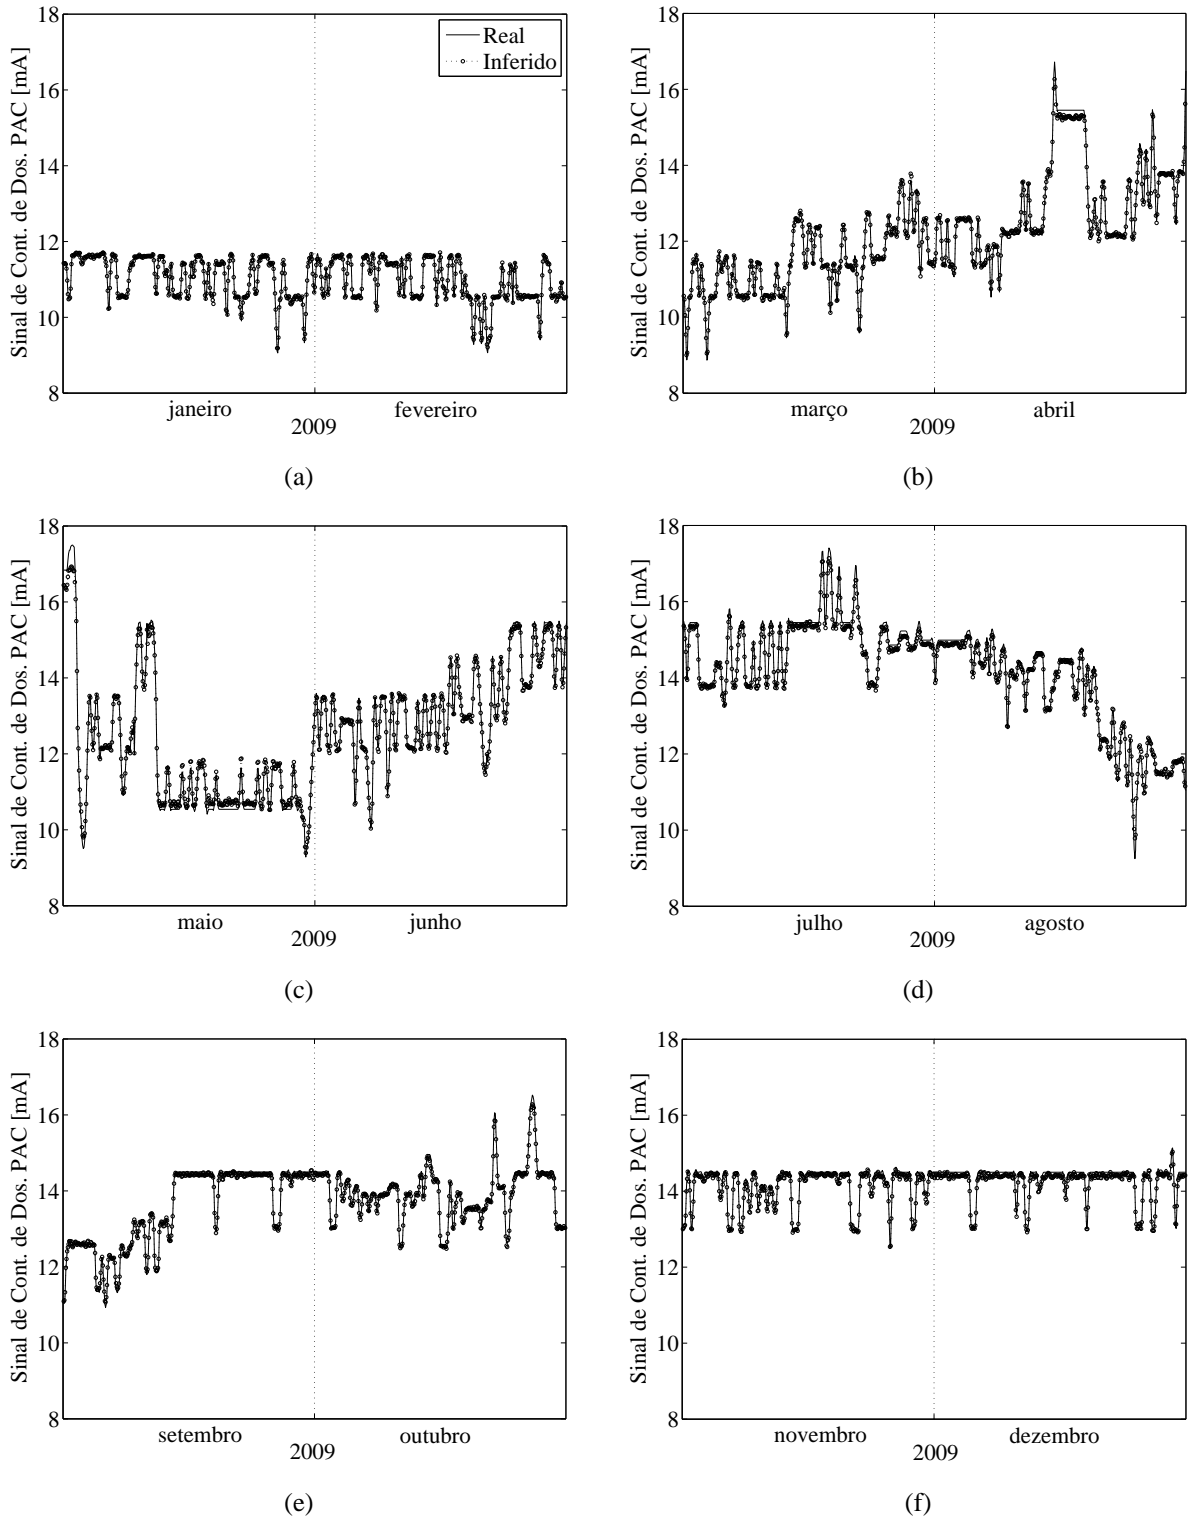 18
16
14
12
10
8
Sinal de Cont. de Dos. PAC [mA]
Real
Inferido
janeiro
fevereiro
2009
(a)
18
16
14
12
10
8
Sinal de Cont. de Dos. PAC [mA]
março
abril
2009
(b)
18
16
14
12
10
8
Sinal de Cont. de Dos. PAC [mA]
maio
junho
2009
(c)
18
16
14
12
10
8
Sinal de Cont. de Dos. PAC [mA]
julho
agosto
2009
(d)
18
16
14
12
10
8
Sinal de Cont. de Dos. PAC [mA]
setembro
outubro
2009
(e)
18
16
14
12
10
8
Sinal de Cont. de Dos. PAC [mA]
novembro
dezembro
2009
(f)